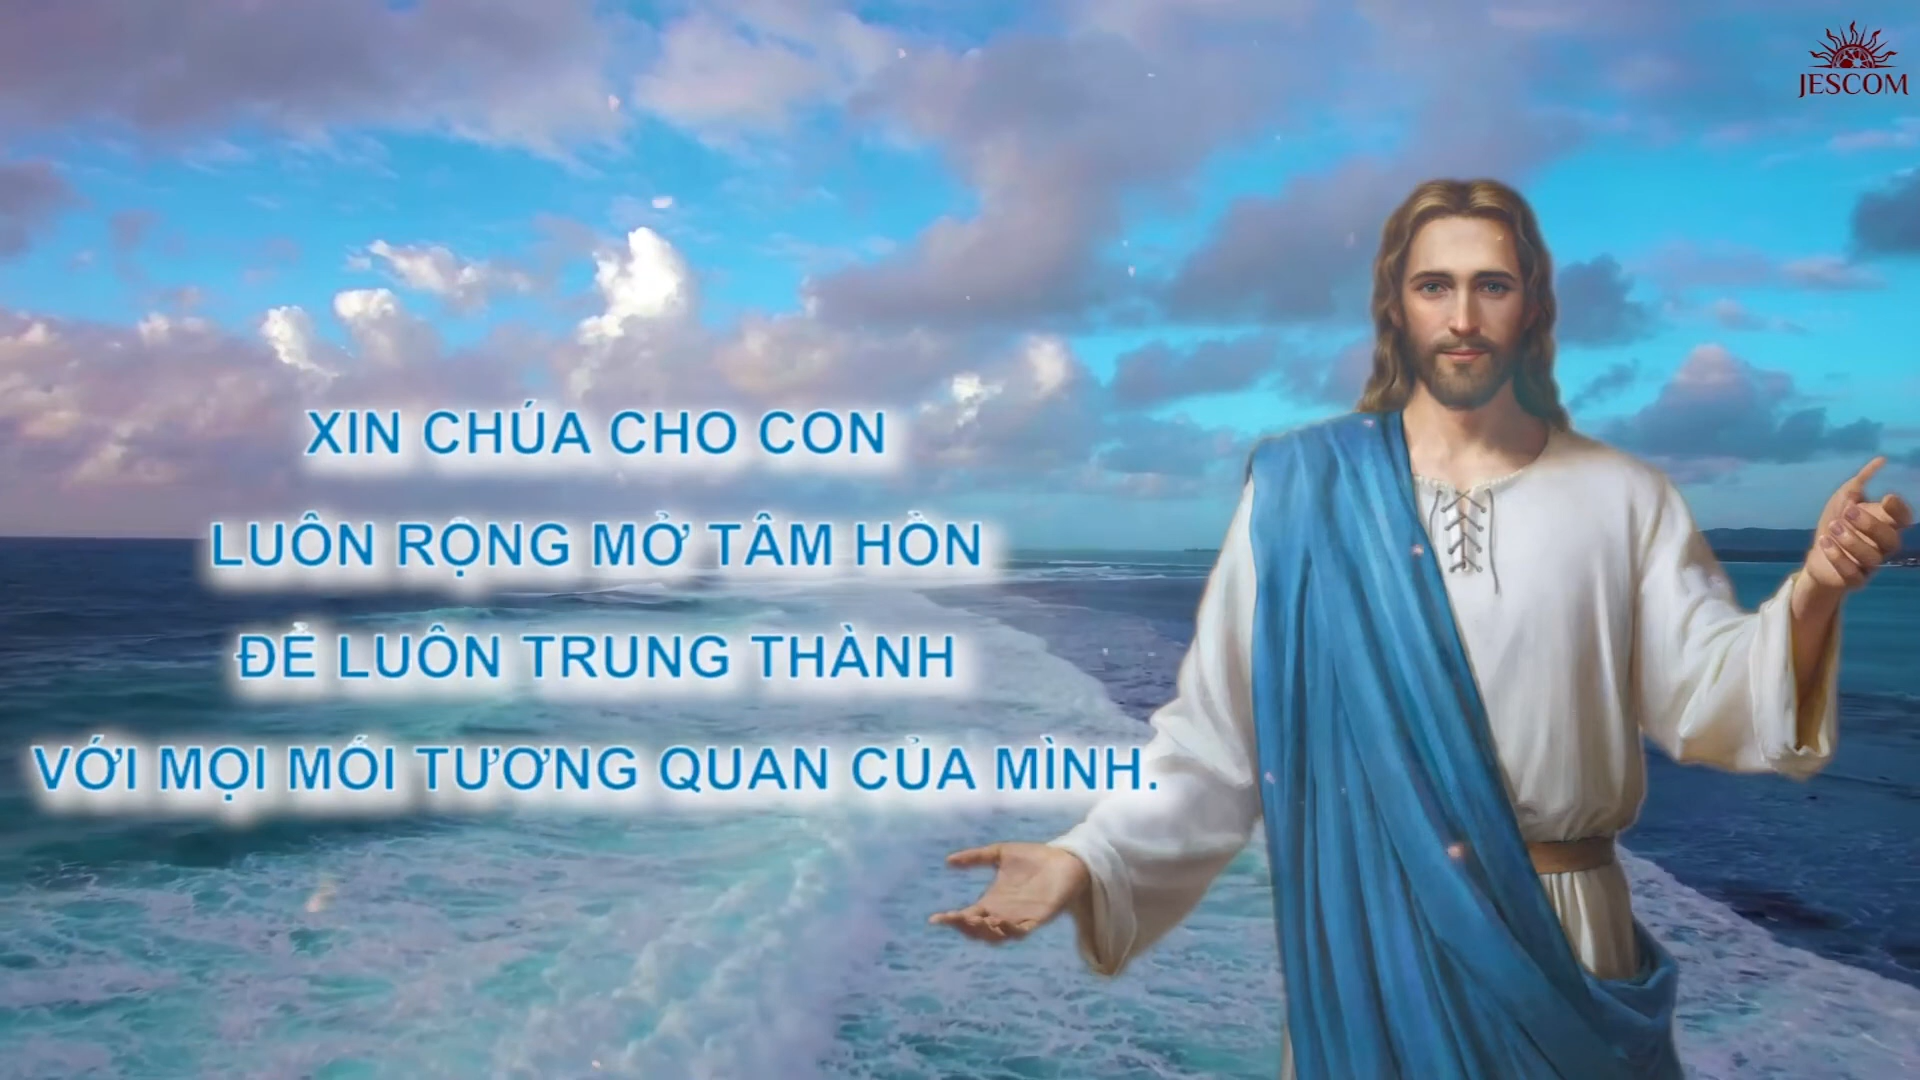 JESCOM
XIN CHÚA CHO CON
LUÔN RỘNG MỞ TÂM HỒN
ĐỂ LUÔN TRUNG THÀNH
VỚI MỌI MỐI TƯƠNG QUAN CỦA MÌNH.